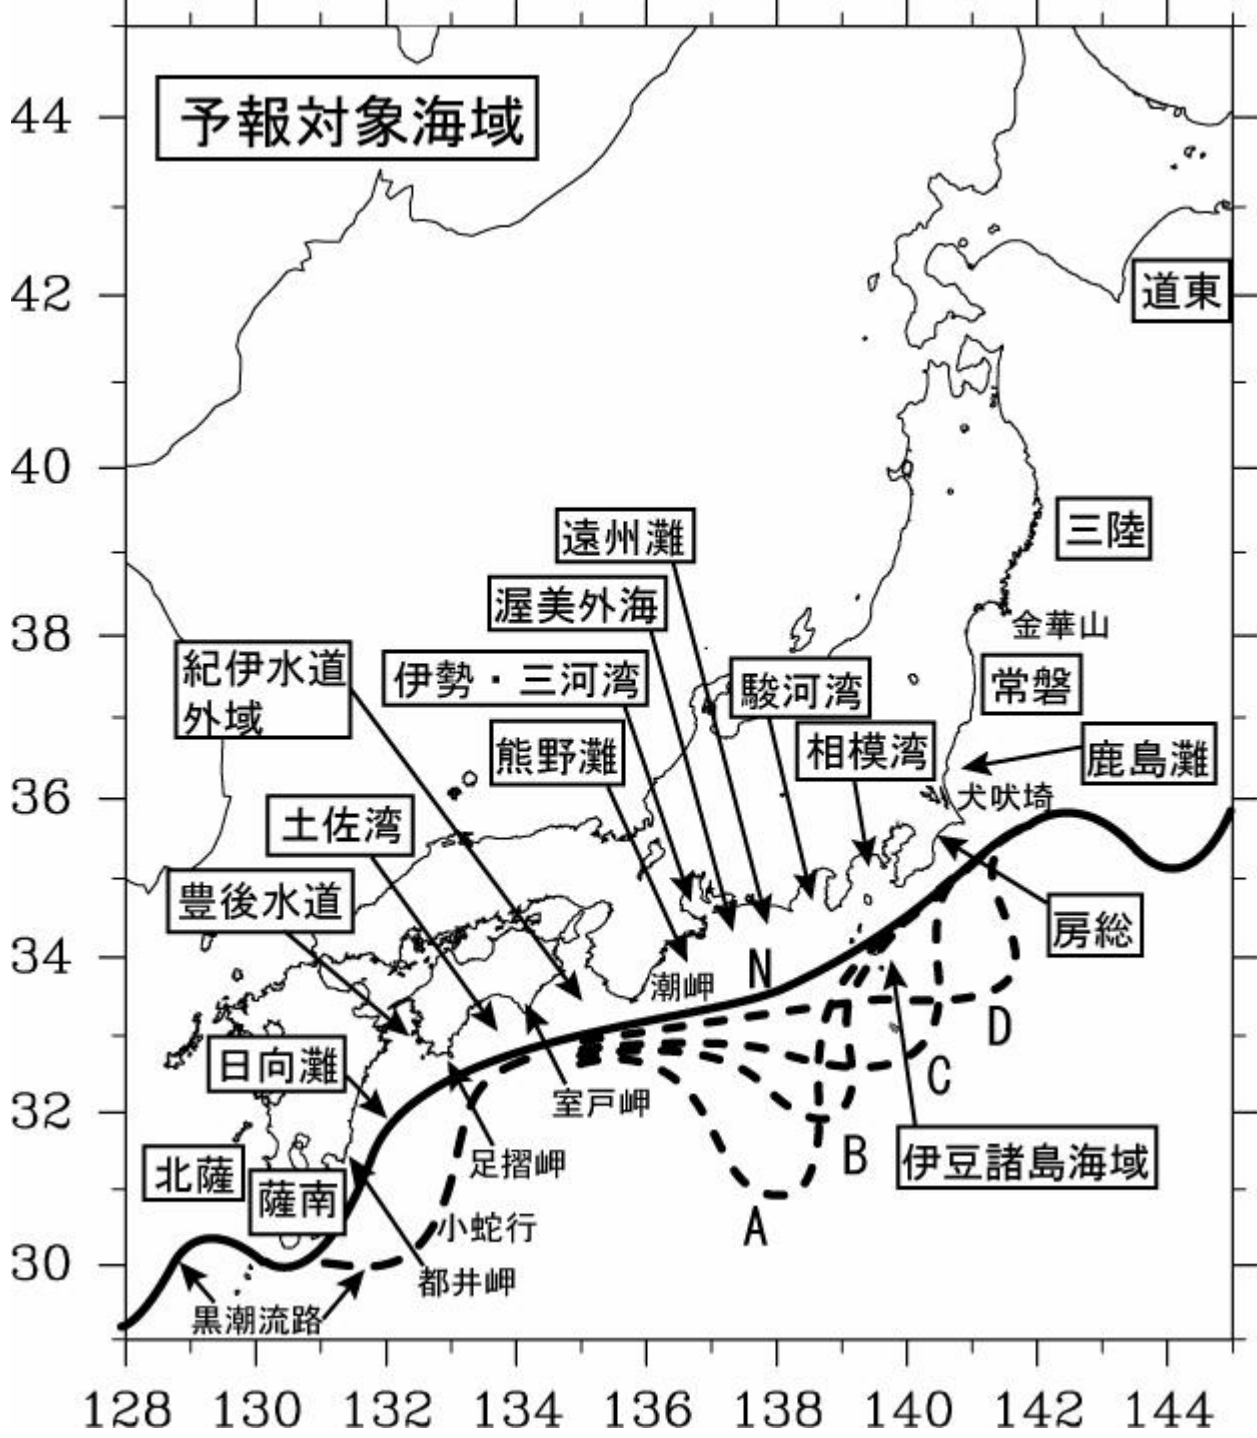 予報対象海域
44
42
40
38
36
34
32
30
道東
三陸
遠州灘
渥美外海
金華山
紀伊水道
外域
伊勢・三河湾
駿河湾
常磐
熊野灘
相模湾
鹿島灘
犬吠埼
土佐湾
豊後水道
房総
潮岬
N
D
日向灘
室戸岬
C
足摺岬
B
伊豆諸島海域
北薩
薩南
小蛇行
A
都井岬
黒潮流路
128 130 132 134 136 138 140 142 144